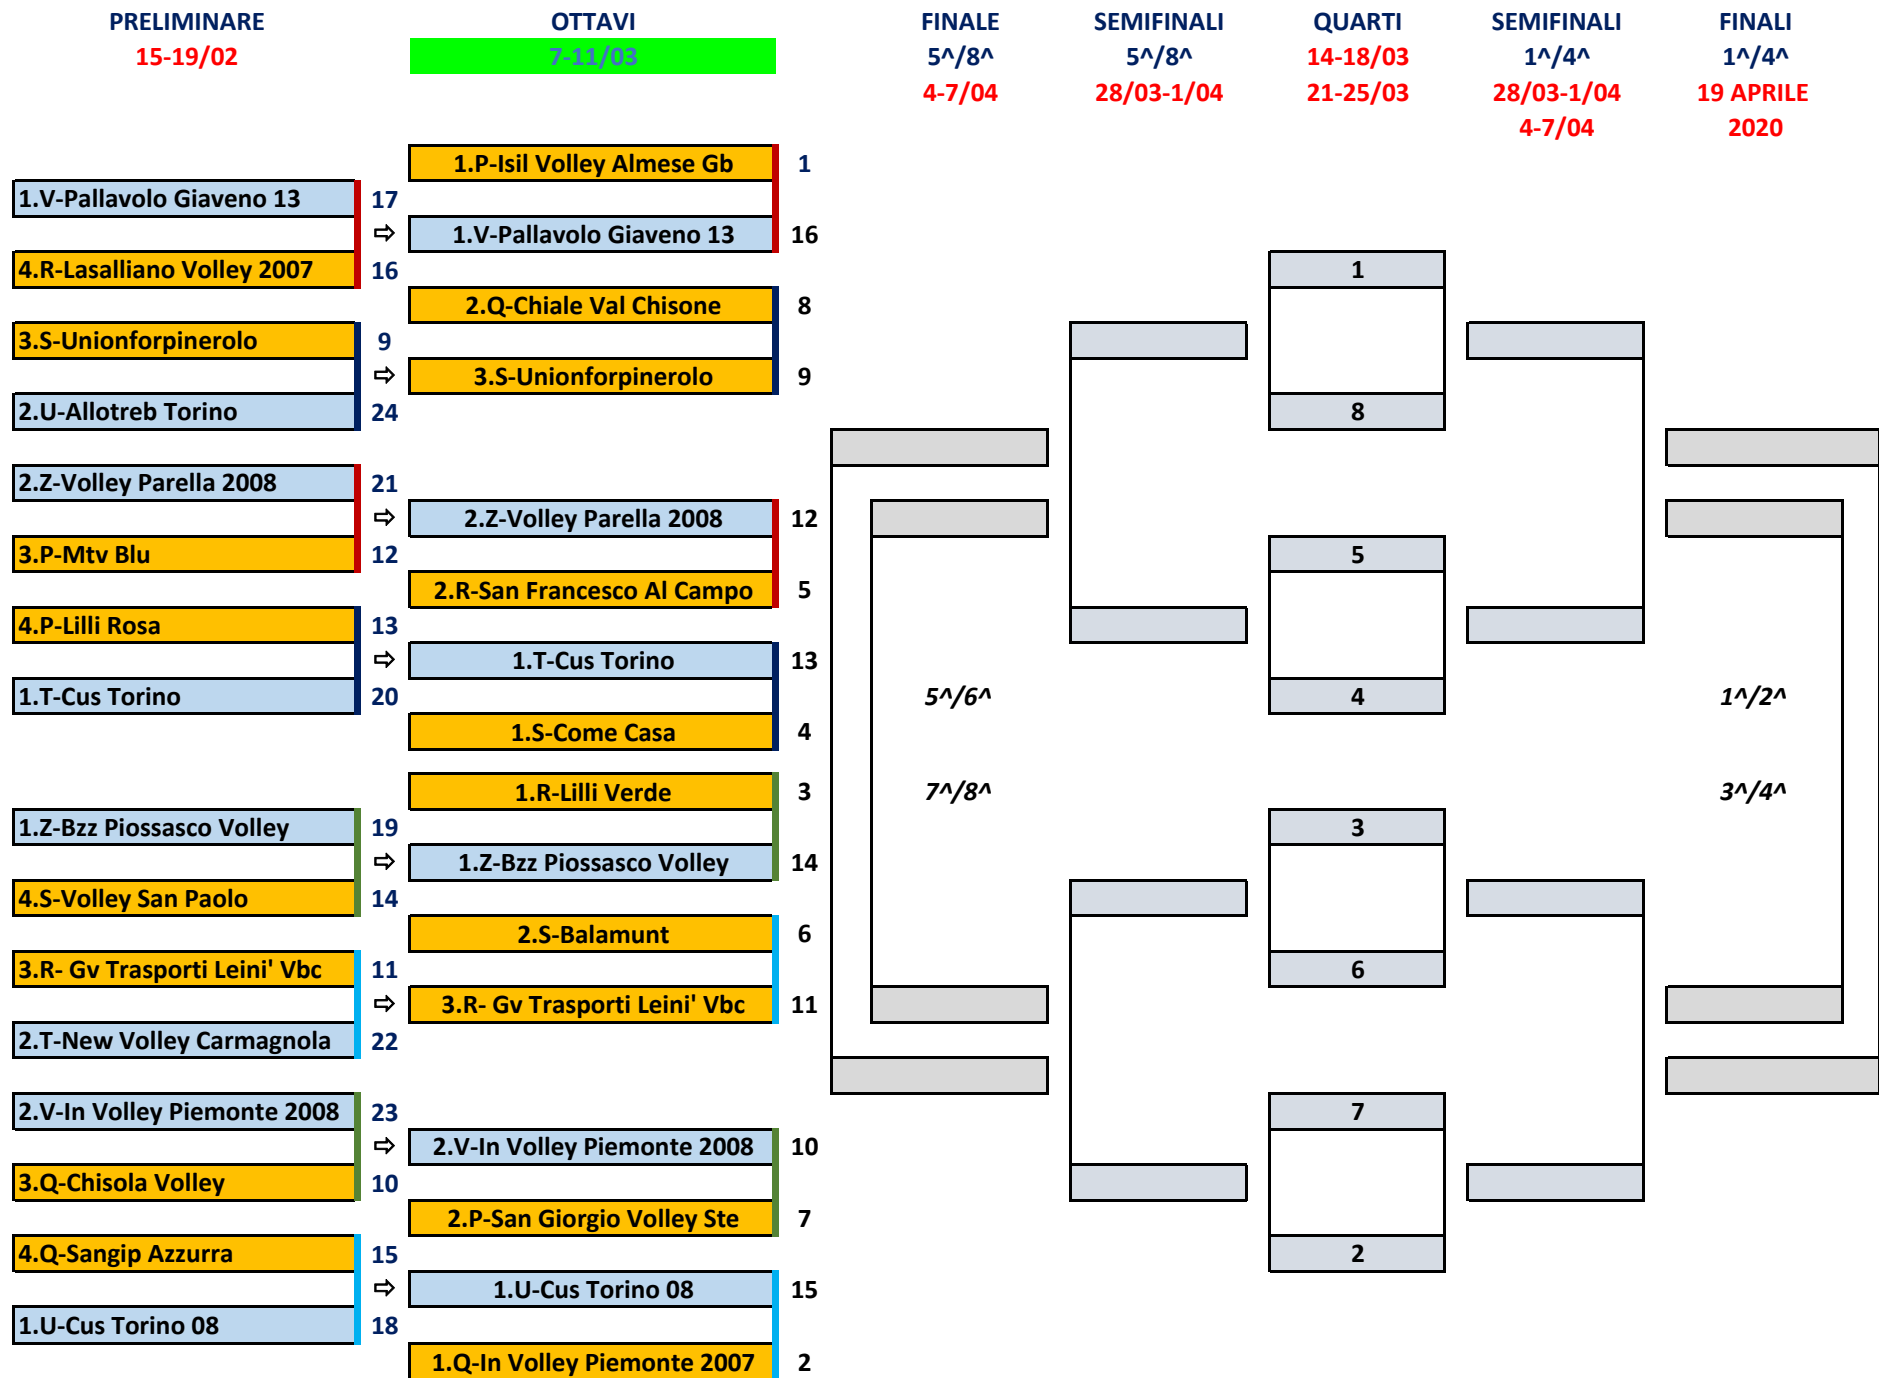 PRELIMINARE OTTAVI FINALE SEMIFINALI QUARTI SEMIFINALI FINALI
15-19/02 7-11/03 5^/8^ 5^/8^ 14-18/03 1^/4^ 1^/4^
4-7/04 28/03-1/04 21-25/03 28/03-1/04 19 APRILE
4-7/04 2020
1.P-Isil Volley Almese Gb 1
1.V-Pallavolo Giaveno 13 17
⇨ 1.V-Pallavolo Giaveno 13 16
4.R-Lasalliano Volley 2007 16 1
2.Q-Chiale Val Chisone 8
3.S-Unionforpinerolo 9
⇨ 3.S-Unionforpinerolo 9
2.U-Allotreb Torino 24 8
2.Z-Volley Parella 2008 21
⇨ 2.Z-Volley Parella 2008 12
3.P-Mtv Blu 12 5
2.R-San Francesco Al Campo 5
4.P-Lilli Rosa 13
⇨ 1.T-Cus Torino 13
1.T-Cus Torino 20 5^/6^ 4 1^/2^
1.S-Come Casa 4
1.R-Lilli Verde 3 7^/8^ 3^/4^
1.Z-Bzz Piossasco Volley 19 3
⇨ 1.Z-Bzz Piossasco Volley 14
4.S-Volley San Paolo 14
2.S-Balamunt 6
3.R- Gv Trasporti Leini' Vbc 11 6
⇨ 3.R- Gv Trasporti Leini' Vbc 11
2.T-New Volley Carmagnola 22
2.V-In Volley Piemonte 2008 23 7
⇨ 2.V-In Volley Piemonte 2008 10
3.Q-Chisola Volley 10
2.P-San Giorgio Volley Ste 7
4.Q-Sangip Azzurra 15 2
⇨ 1.U-Cus Torino 08 15
1.U-Cus Torino 08 18
1.Q-In Volley Piemonte 2007 2